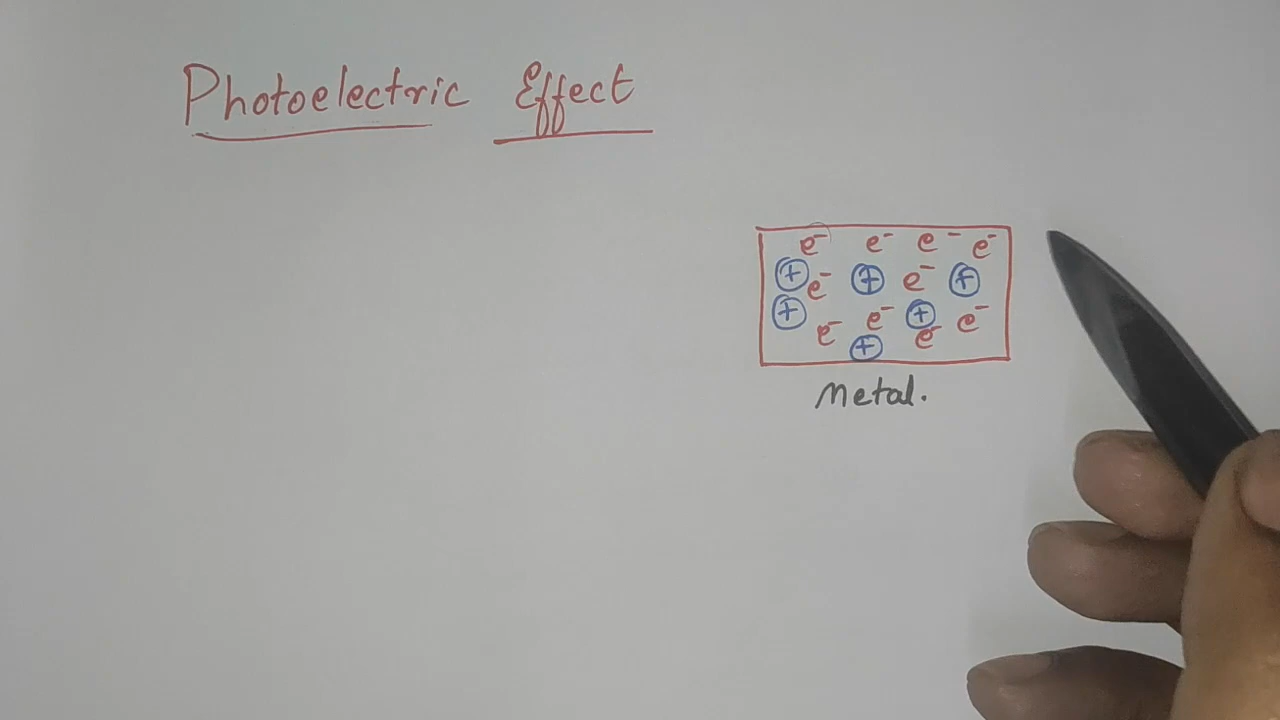 Photoelectric Effect
e⁻ e⁻ e⁻ e⁻
+ e⁻ + e⁻ +
+ e⁻ e⁻ + e⁻
+ e⁻
Metal.